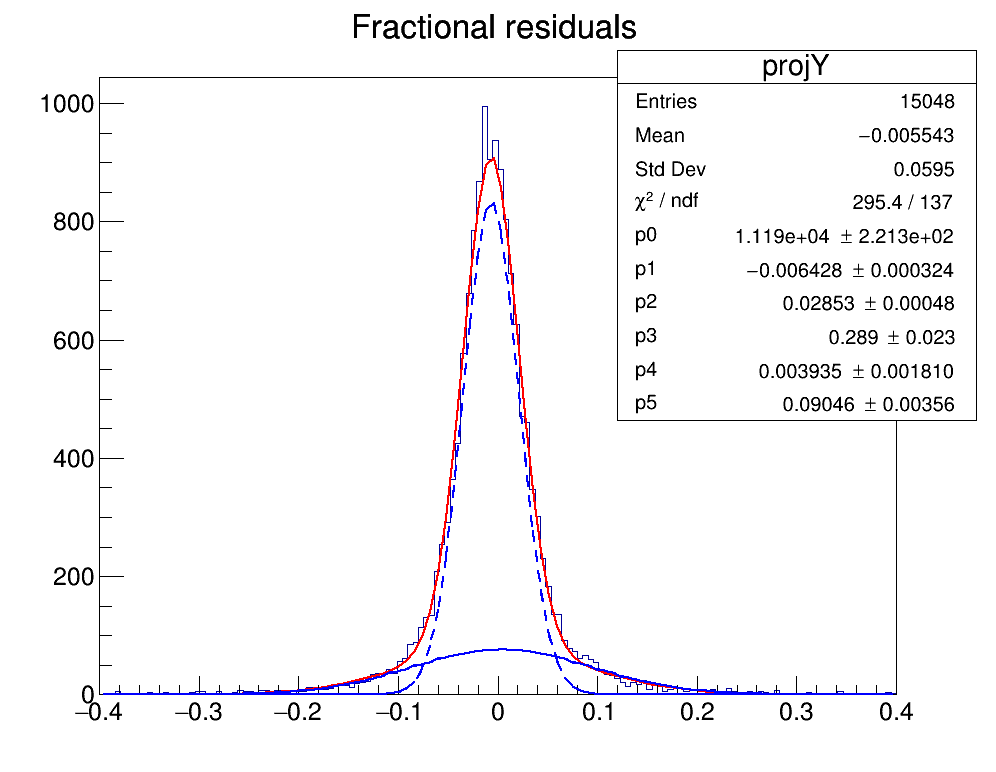 Fractional residuals
projY
Entries 15048
Mean −0.005543
Std Dev 0.0595
χ² / ndf 295.4 / 137
p0 1.119e+04 ± 2.213e+02
p1 −0.006428 ± 0.000324
p2 0.02853 ± 0.00048
p3 0.289 ± 0.023
p4 0.003935 ± 0.001810
p5 0.09046 ± 0.00356
1000
800
600
400
200
0
−0.4 −0.3 −0.2 −0.1 0 0.1 0.2 0.3 0.4